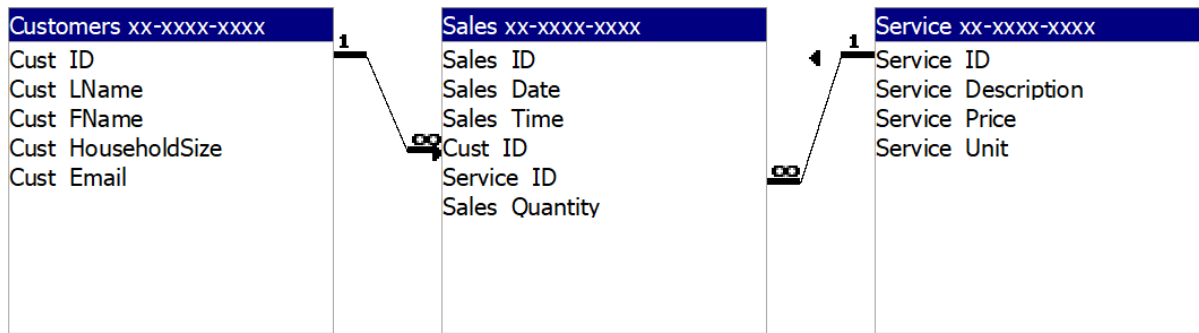 Customers xx-xxxx-xxxx
Cust ID
Cust LName
Cust FName
Cust HouseholdSize
Cust Email
1
∞
Sales xx-xxxx-xxxx
Sales ID
Sales Date
Sales Time
Cust ID
Service ID
Sales Quantity
1
∞
Service xx-xxxx-xxxx
Service ID
Service Description
Service Price
Service Unit